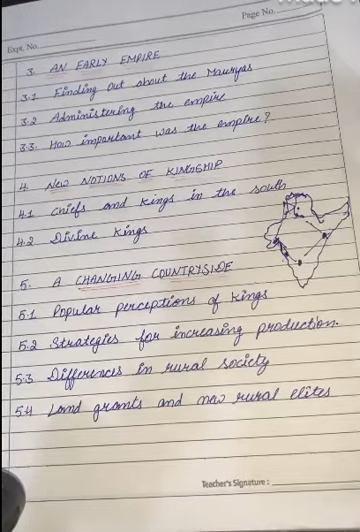 Page No.
Expt. No.
3. AN EARLY EMPIRE
3.1 Finding out about the Mauryas
3.2 Administering the empire
3.3. How important was the empire?
4. NEW NOTIONS OF KINGSHIP
4.1 Chiefs and kings in the south
4.2 Divine Kings
5. A CHANGING COUNTRYSIDE
5.1 Popular perceptions of kings
5.2 Strategies for increasing production.
5.3 Differences in rural society
5.4 Land grants and new rural elites
Teacher's Signature :